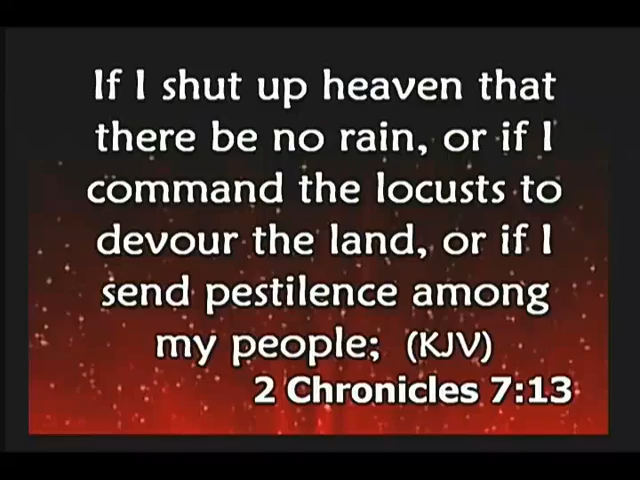 If I shut up heaven that
there be no rain, or if I
command the locusts to
devour the land, or if I
send pestilence among
my people; (KJV)
2 Chronicles 7:13